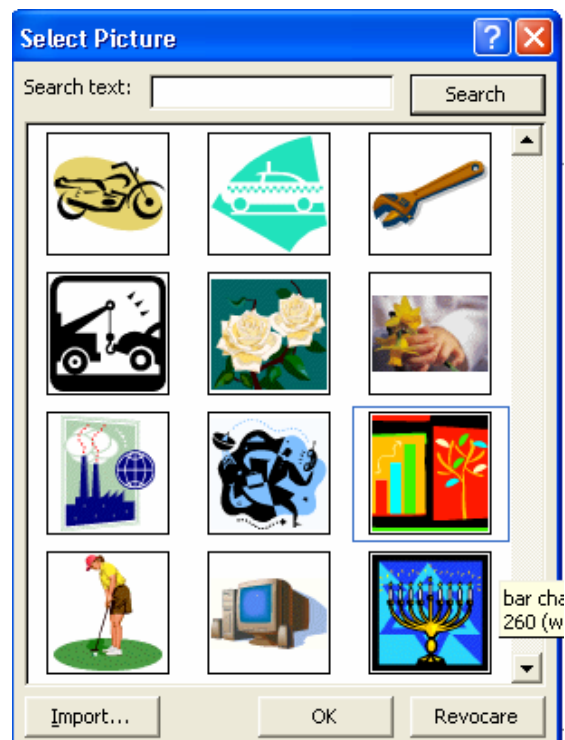 Select Picture
Search text:
Search
bar cha
260 (w
Import...
OK
Revocare